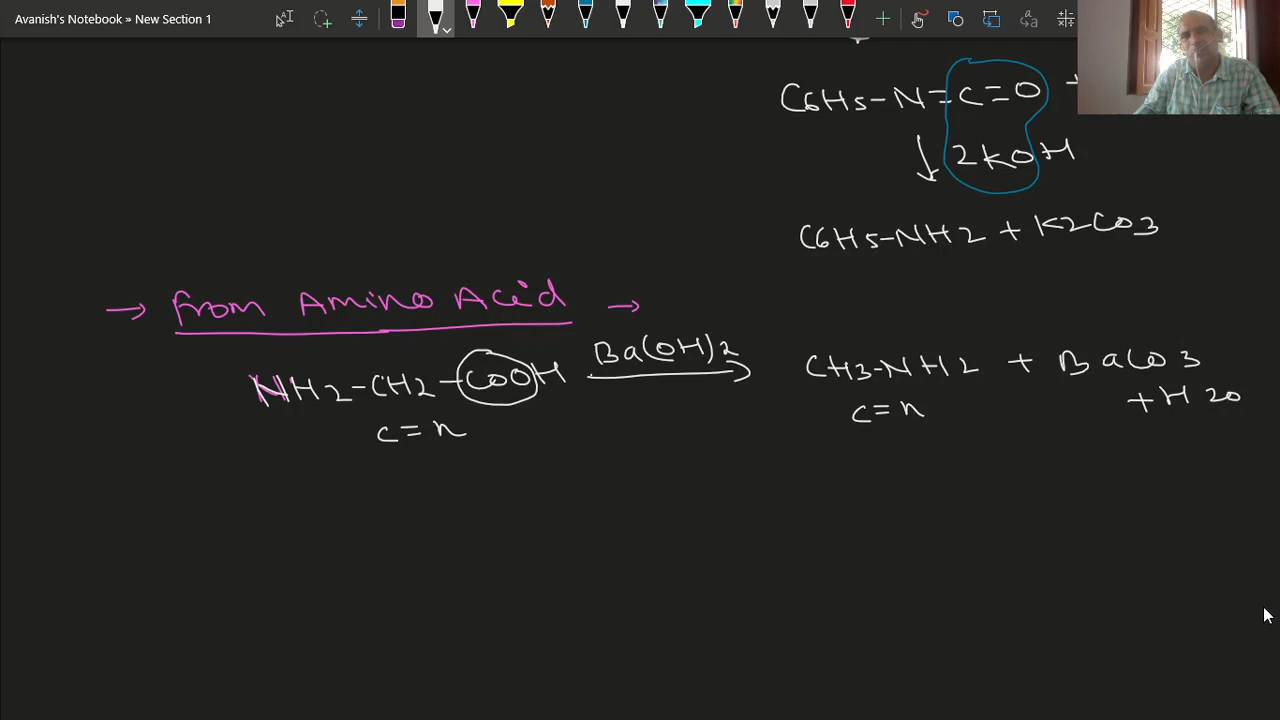 Avanish's Notebook » New Section 1
C6H5-N=C=O +
↓ 2KOH
C6H5-NH2 + K2CO3
→ From Amino Acid →
NH2-CH2-COOH Ba(OH)2 → CH3-NH2 + BaCO3
+ H2O
C=n C=n